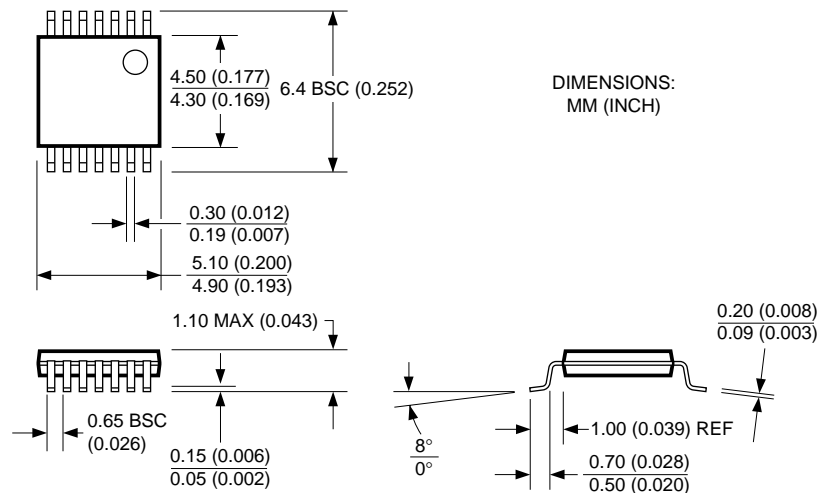 4.50 (0.177)
4.30 (0.169)
6.4 BSC (0.252)
DIMENSIONS:
MM (INCH)
0.30 (0.012)
0.19 (0.007)
5.10 (0.200)
4.90 (0.193)
1.10 MAX (0.043)
0.20 (0.008)
0.09 (0.003)
0.65 BSC
(0.026)
0.15 (0.006)
0.05 (0.002)
8°
0°
1.00 (0.039) REF
0.70 (0.028)
0.50 (0.020)